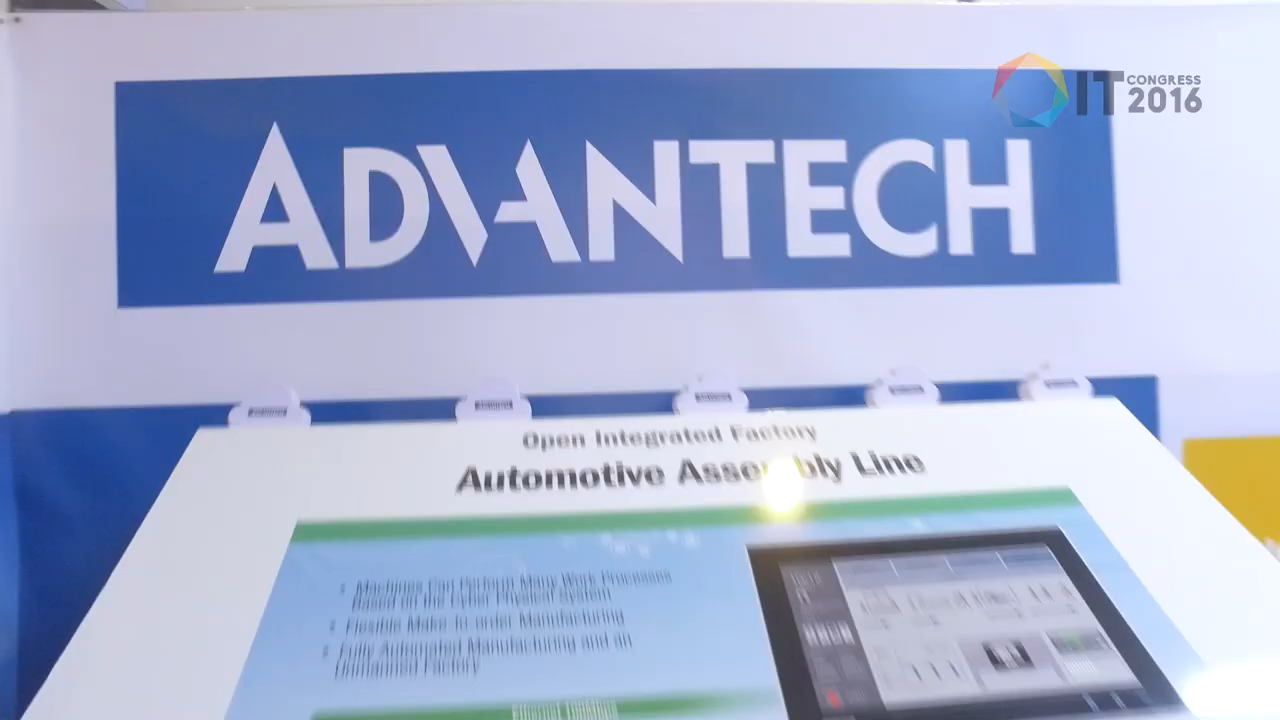 IT CONGRESS
2016
ADVANTECH
Open Integrated Factory
Automotive Assembly Line
• Machines Can Perform Many Work Processes
Based on the Cyber Physical System
• Flexible Make-to-order Manufacturing
• Fully Automated Manufacturing and an
Unmanned Factory